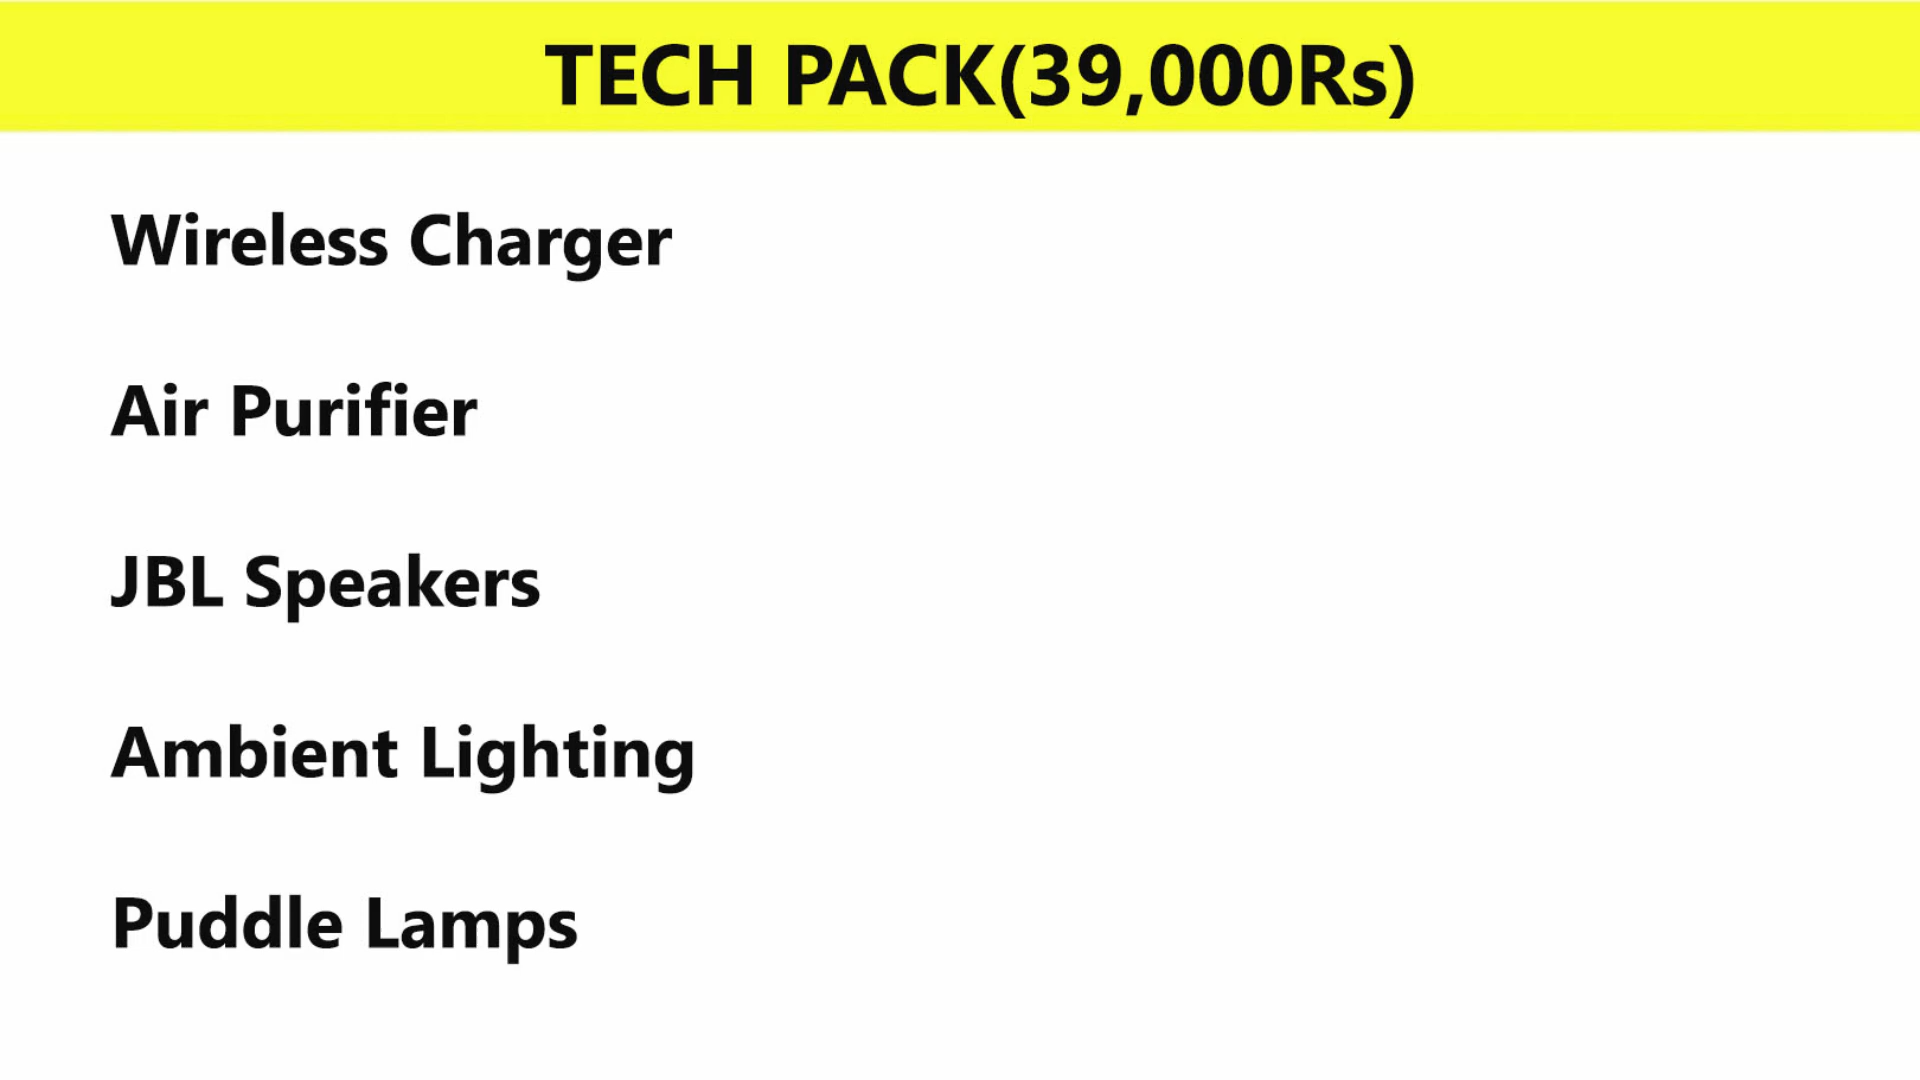 TECH PACK(39,000Rs)
Wireless Charger
Air Purifier
JBL Speakers
Ambient Lighting
Puddle Lamps